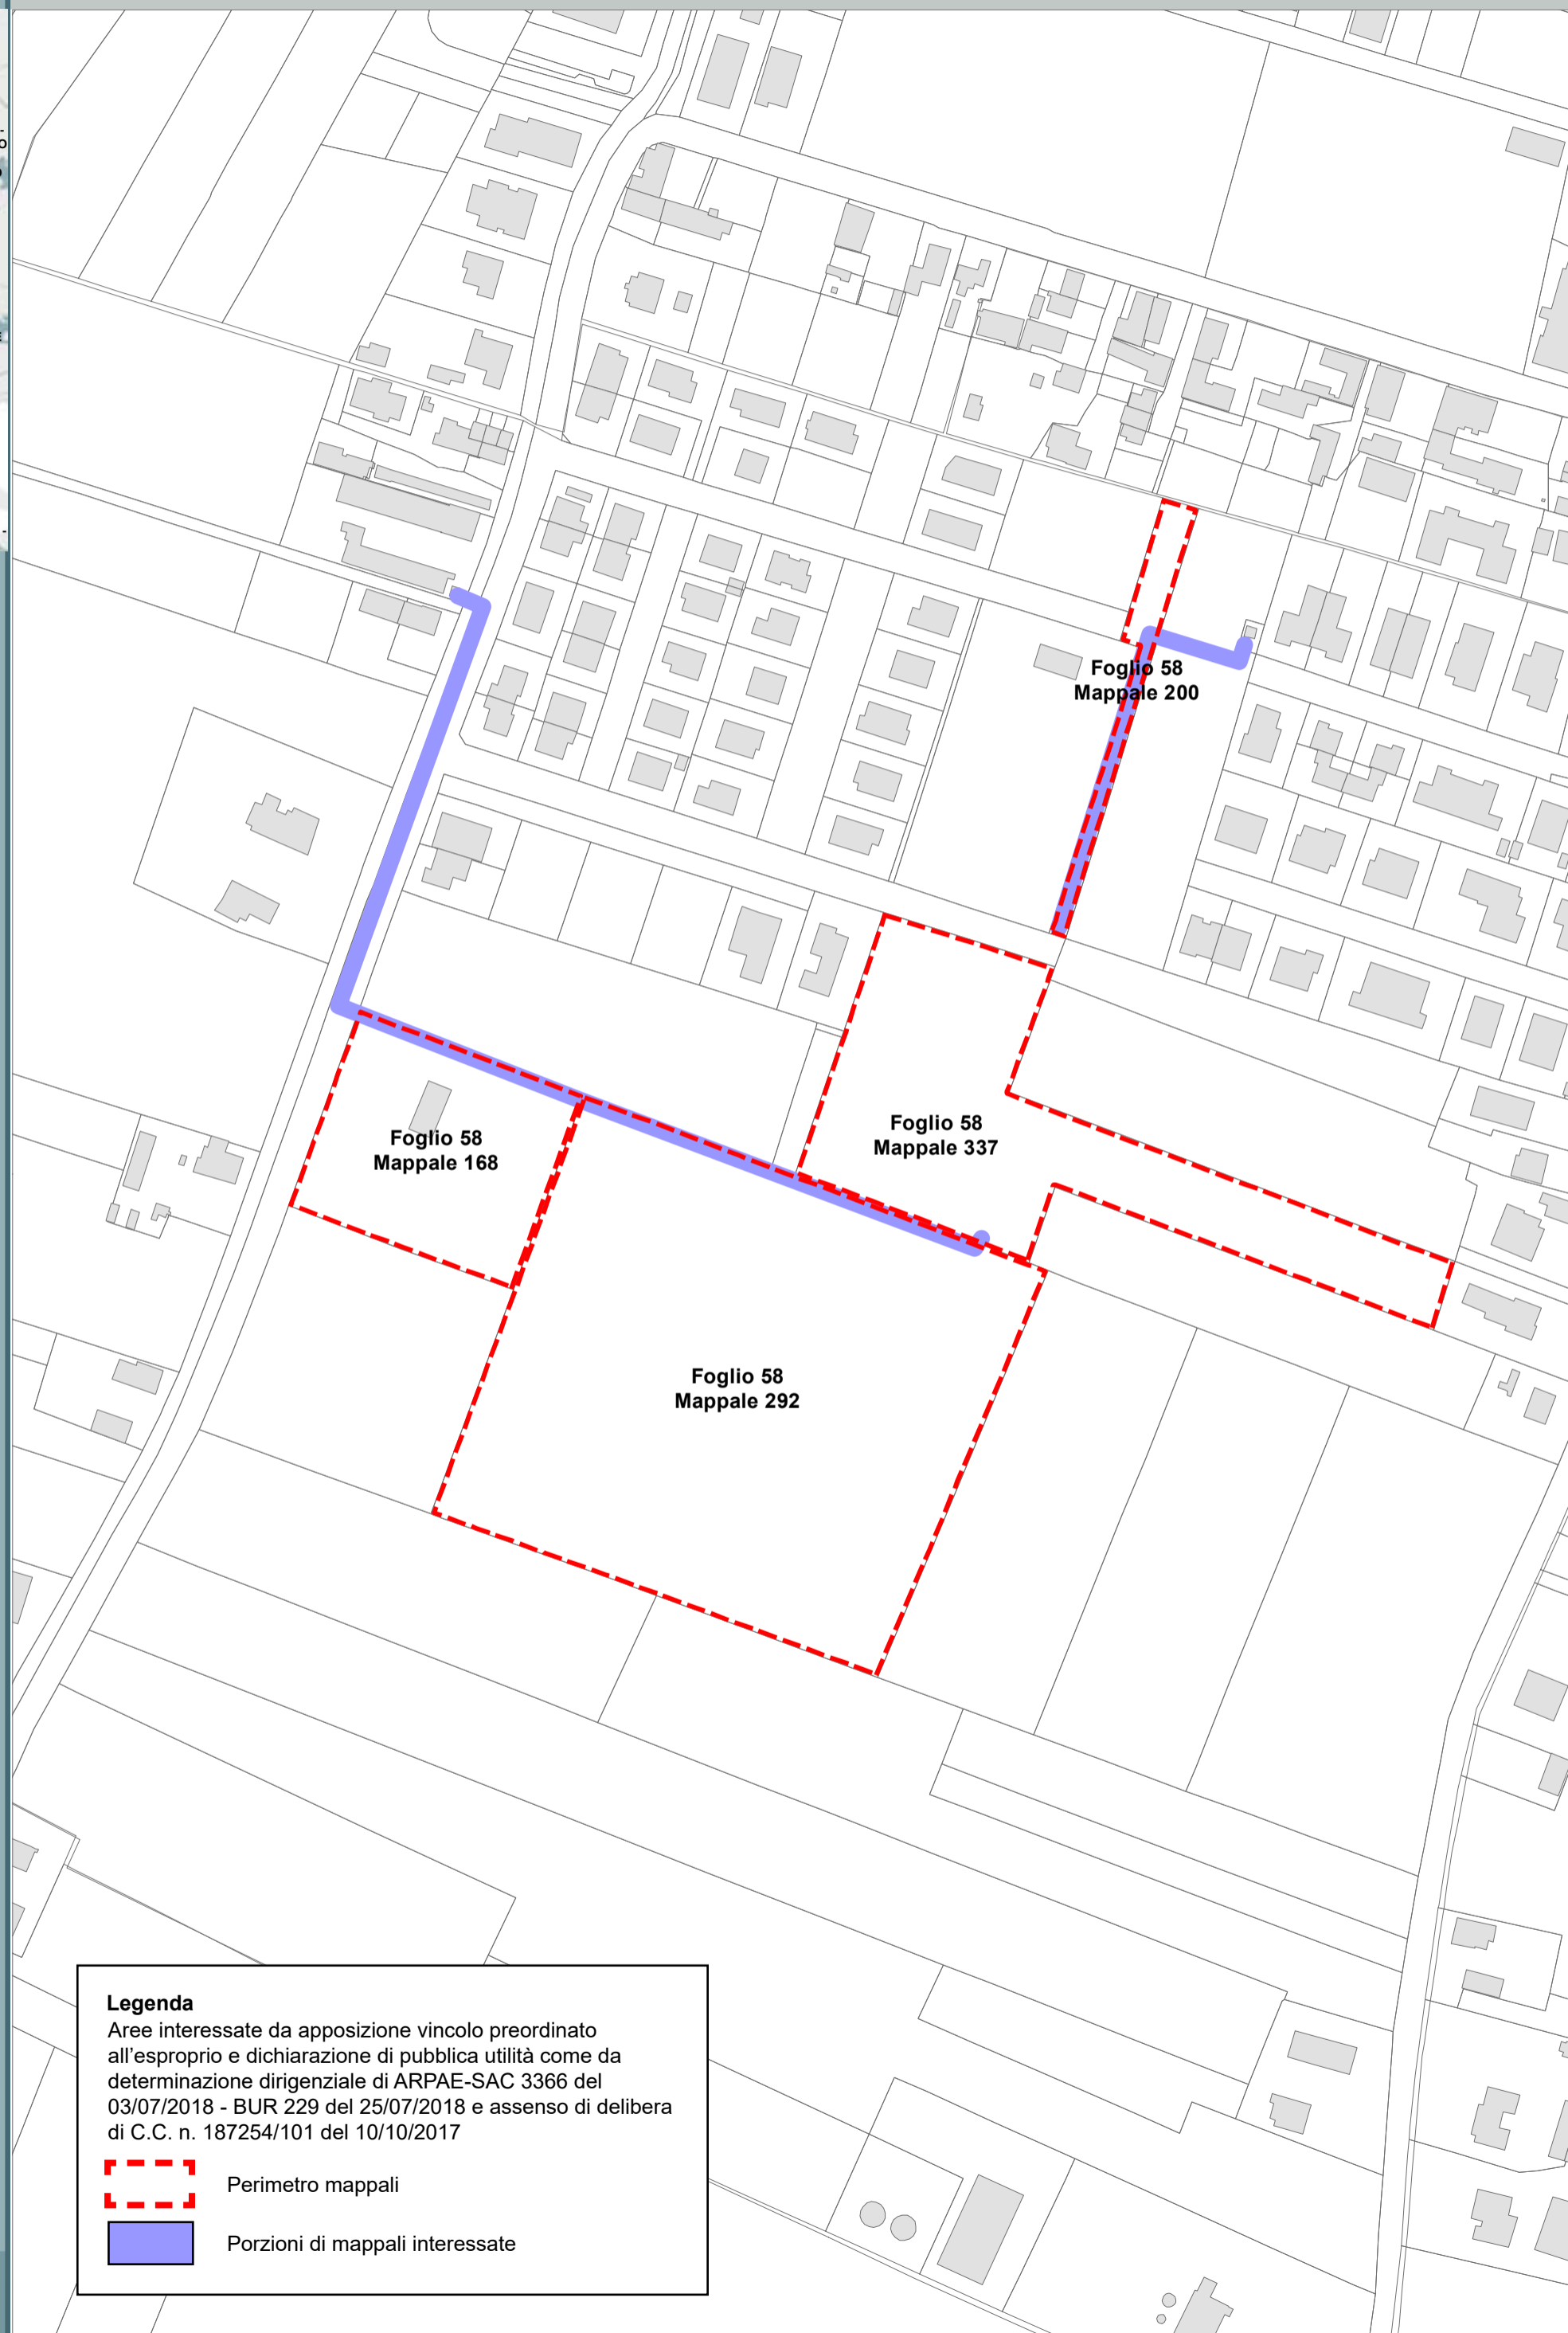 Foglio 58
Mappale 200
Foglio 58
Mappale 337
Foglio 58
Mappale 168
Foglio 58
Mappale 292
Legenda
Aree interessate da apposizione vincolo preordinato
all'esproprio e dichiarazione di pubblica utilità come da
determinazione dirigenziale di ARPAE-SAC 3366 del
03/07/2018 - BUR 229 del 25/07/2018 e assenso di delibera
di C.C. n. 187254/101 del 10/10/2017
Perimetro mappali
Porzioni di mappali interessate